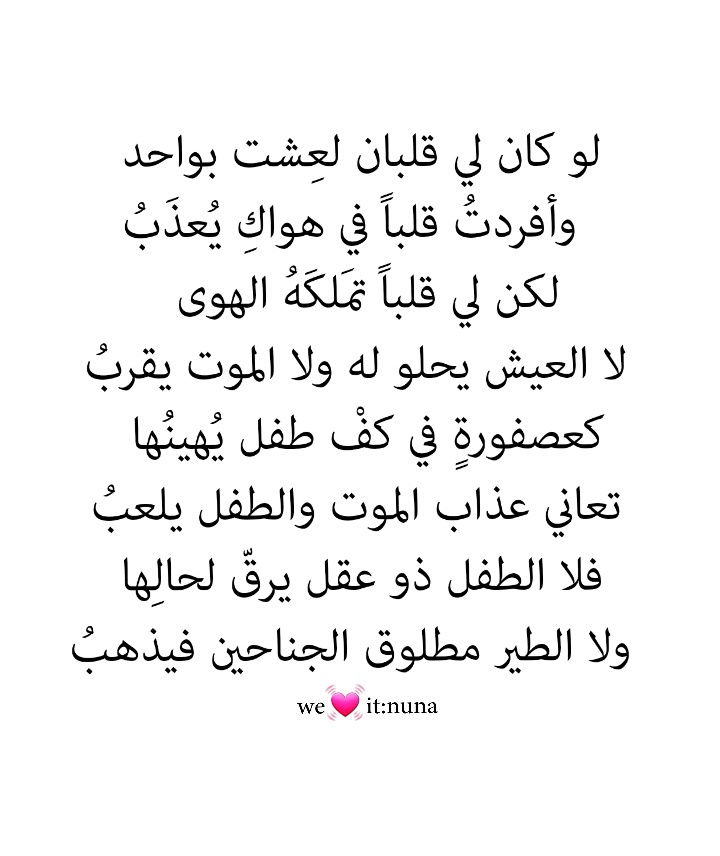 لو كان لي قلبان لعِشت بواحد
وأفردتُ قلباً في هواكِ يُعذَبُ
لكن لي قلباً تمَلكَهُ الهوى
لا العيش يحلو له ولا الموت يقربُ
كعصفورةٍ في كفْ طفل يُهينُها
تعاني عذاب الموت والطفل يلعبُ
فلا الطفل ذو عقل يرقّ لحالِها
ولا الطير مطلوق الجناحين فيذهبُ
we💓it:nuna